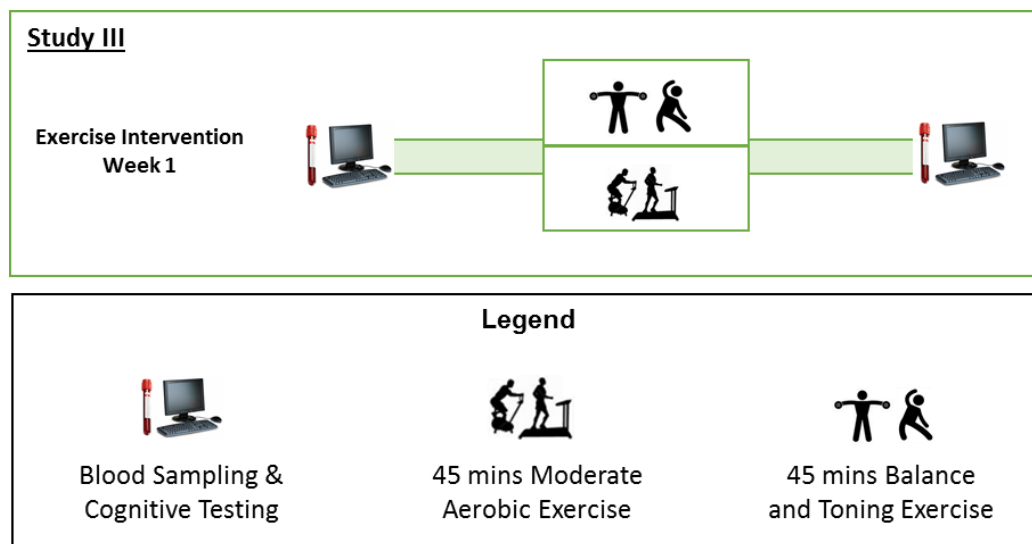 Study III
Exercise Intervention
Week 1
Legend
Blood Sampling &
Cognitive Testing
45 mins Moderate
Aerobic Exercise
45 mins Balance
and Toning Exercise